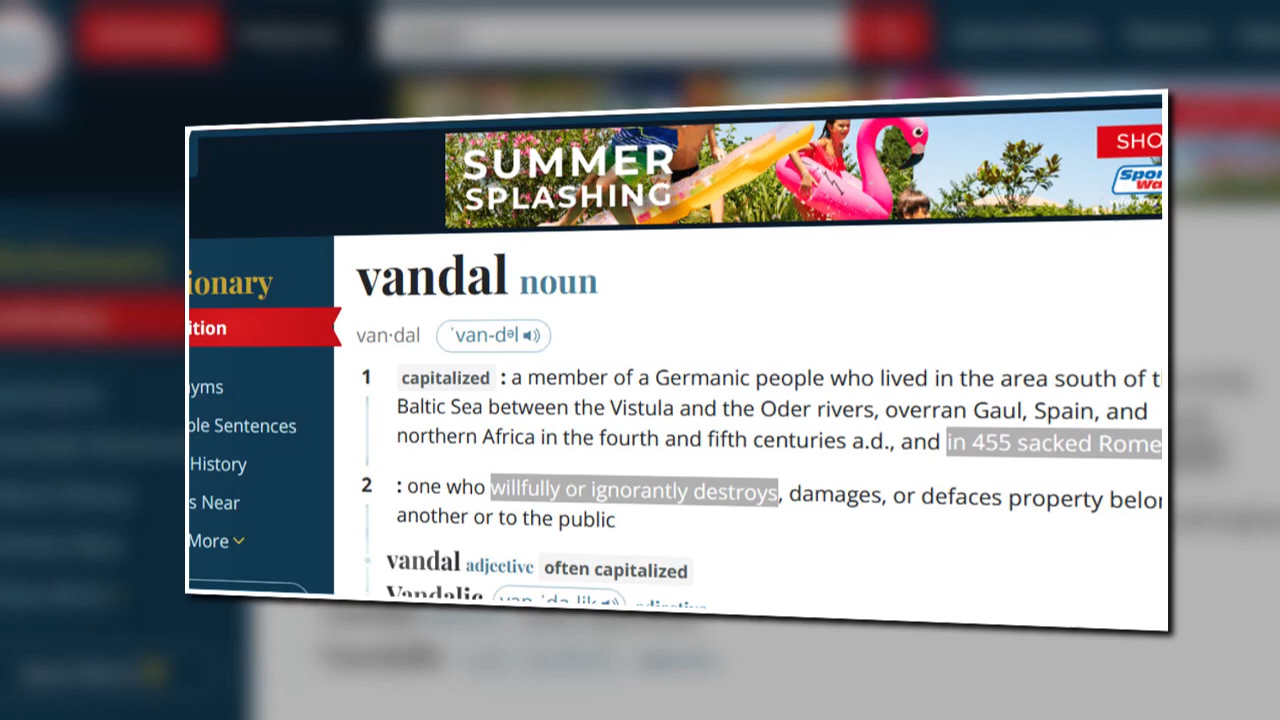 SUMMER
SPLASHING
SHO
ionary
vandal noun
ition
van·dal ˈvan-dᵊl
yms
1 capitalized : a member of a Germanic people who lived in the area south of t
Baltic Sea between the Vistula and the Oder rivers, overran Gaul, Spain, and
ple Sentences
northern Africa in the fourth and fifth centuries a.d., and in 455 sacked Rome
History
2 : one who willfully or ignorantly destroys, damages, or defaces property belon
s Near
another or to the public
More
vandal adjective often capitalized
Vandalic adjective